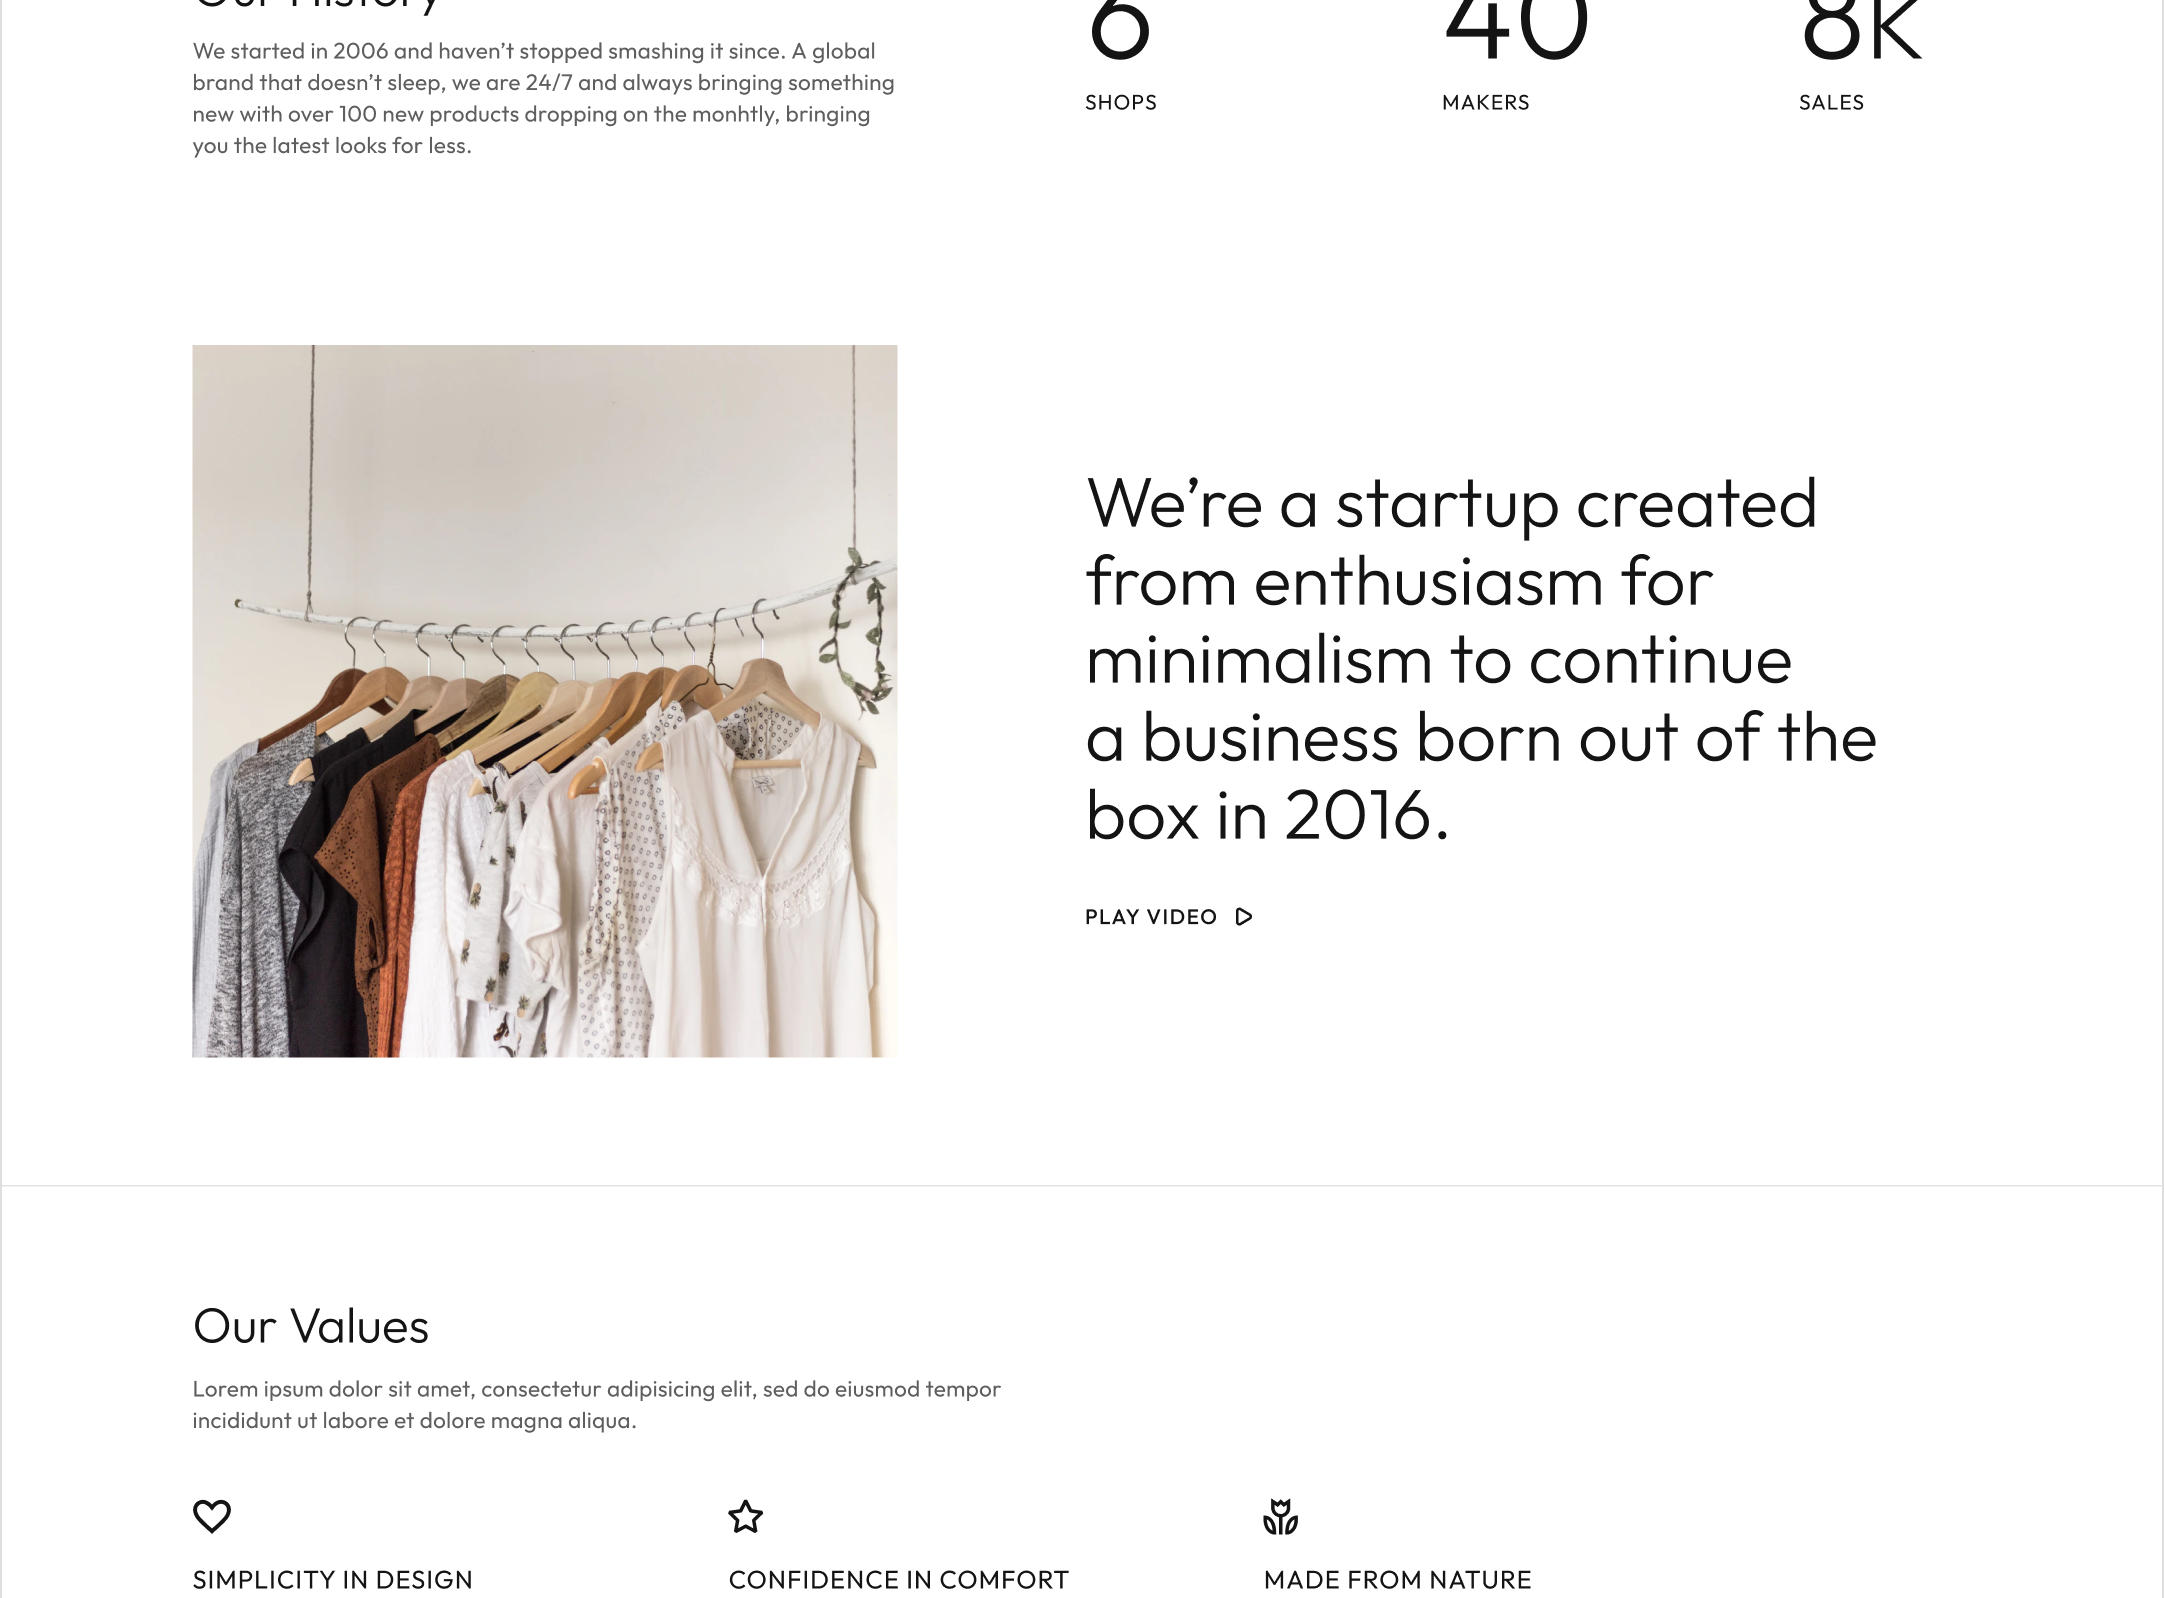 Our History
We started in 2006 and haven’t stopped smashing it since. A global
brand that doesn’t sleep, we are 24/7 and always bringing something
new with over 100 new products dropping on the monhtly, bringing
you the latest looks for less.
6
SHOPS
40
MAKERS
8K
SALES
We’re a startup created
from enthusiasm for
minimalism to continue
a business born out of the
box in 2016.
PLAY VIDEO
Our Values
Lorem ipsum dolor sit amet, consectetur adipisicing elit, sed do eiusmod tempor
incididunt ut labore et dolore magna aliqua.
SIMPLICITY IN DESIGN
CONFIDENCE IN COMFORT
MADE FROM NATURE